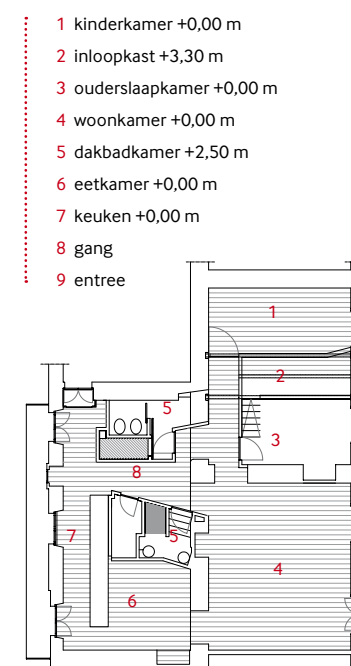 1 kinderkamer +0,00 m
2 inloopkast +3,30 m
3 ouderslaapkamer +0,00 m
4 woonkamer +0,00 m
5 dakbadkamer +2,50 m
6 eetkamer +0,00 m
7 keuken +0,00 m
8 gang
9 entree
1
2
5
3
8
7
5
4
6